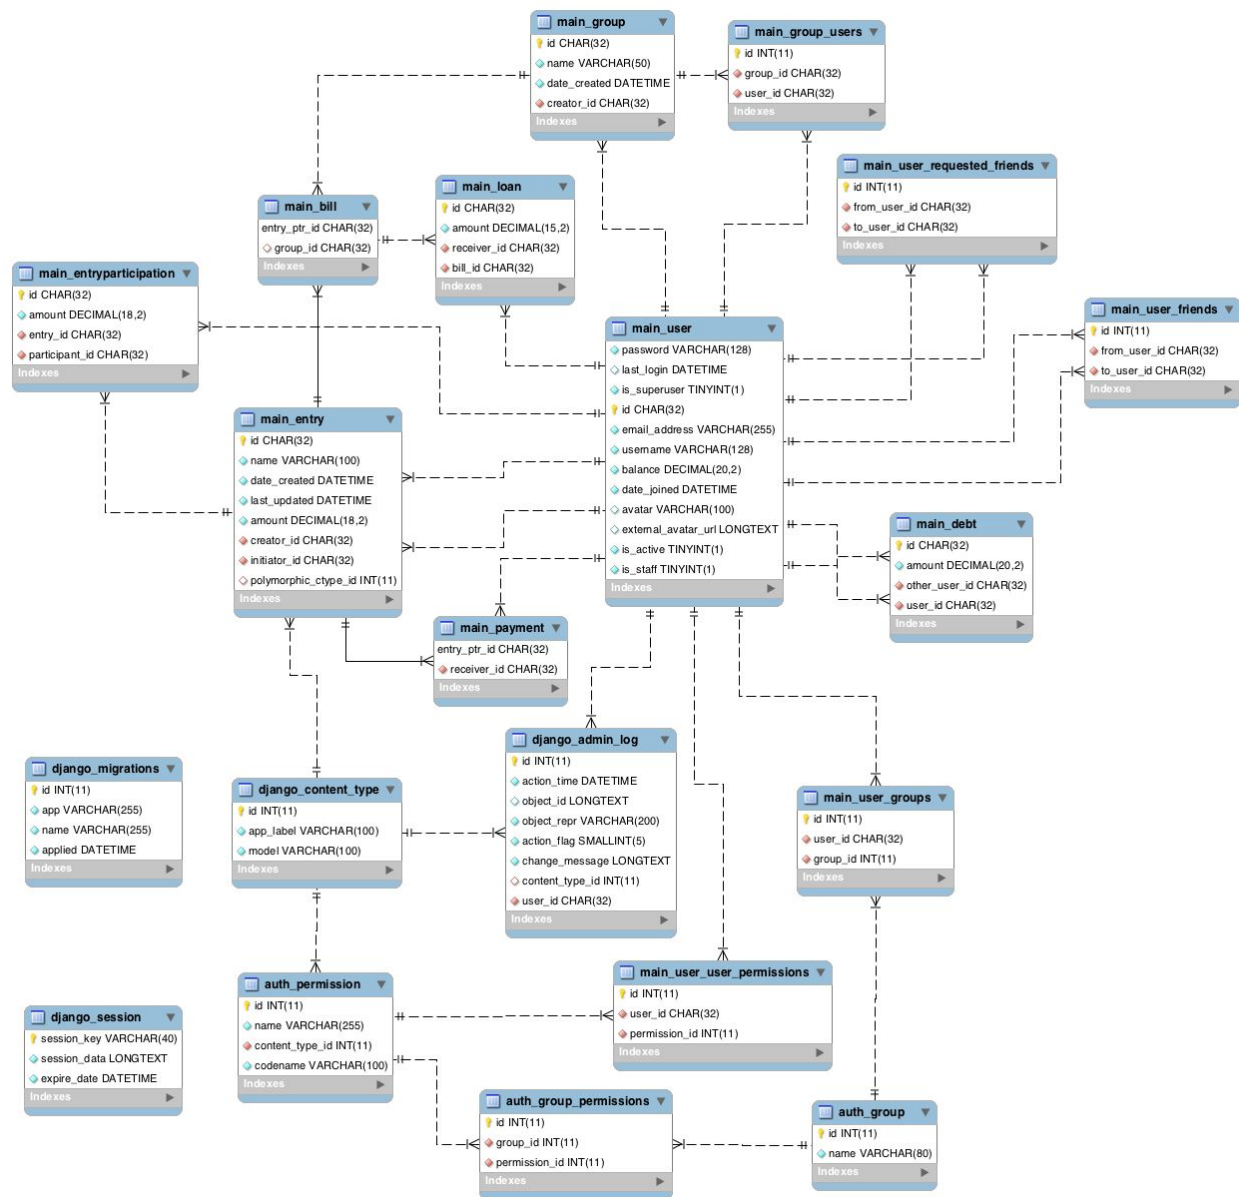 main_group
id CHAR(32)
name VARCHAR(50)
date_created DATETIME
creator_id CHAR(32)
Indexes
main_group_users
id INT(11)
group_id CHAR(32)
user_id CHAR(32)
Indexes
main_user_requested_friends
id INT(11)
from_user_id CHAR(32)
to_user_id CHAR(32)
Indexes
main_bill
entry_ptr_id CHAR(32)
group_id CHAR(32)
Indexes
main_loan
id CHAR(32)
amount DECIMAL(15,2)
receiver_id CHAR(32)
bill_id CHAR(32)
Indexes
main_entryparticipation
id CHAR(32)
amount DECIMAL(18,2)
entry_id CHAR(32)
participant_id CHAR(32)
Indexes
main_user
password VARCHAR(128)
last_login DATETIME
is_superuser TINYINT(1)
id CHAR(32)
email_address VARCHAR(255)
username VARCHAR(128)
balance DECIMAL(20,2)
date_joined DATETIME
avatar VARCHAR(100)
external_avatar_url LONGTEXT
is_active TINYINT(1)
is_staff TINYINT(1)
Indexes
main_user_friends
id INT(11)
from_user_id CHAR(32)
to_user_id CHAR(32)
Indexes
main_entry
id CHAR(32)
name VARCHAR(100)
date_created DATETIME
last_updated DATETIME
amount DECIMAL(18,2)
creator_id CHAR(32)
initiator_id CHAR(32)
polymorphic_ctype_id INT(11)
Indexes
main_debt
id CHAR(32)
amount DECIMAL(20,2)
other_user_id CHAR(32)
user_id CHAR(32)
Indexes
main_payment
entry_ptr_id CHAR(32)
receiver_id CHAR(32)
Indexes
django_admin_log
id INT(11)
action_time DATETIME
object_id LONGTEXT
object_repr VARCHAR(200)
action_flag SMALLINT(5)
change_message LONGTEXT
content_type_id INT(11)
user_id CHAR(32)
Indexes
django_migrations
id INT(11)
app VARCHAR(255)
name VARCHAR(255)
applied DATETIME
Indexes
django_content_type
id INT(11)
app_label VARCHAR(100)
model VARCHAR(100)
Indexes
main_user_groups
id INT(11)
user_id CHAR(32)
group_id INT(11)
Indexes
auth_permission
id INT(11)
name VARCHAR(255)
content_type_id INT(11)
codename VARCHAR(100)
Indexes
main_user_user_permissions
id INT(11)
user_id CHAR(32)
permission_id INT(11)
Indexes
django_session
session_key VARCHAR(40)
session_data LONGTEXT
expire_date DATETIME
Indexes
auth_group_permissions
id INT(11)
group_id INT(11)
permission_id INT(11)
Indexes
auth_group
id INT(11)
name VARCHAR(80)
Indexes